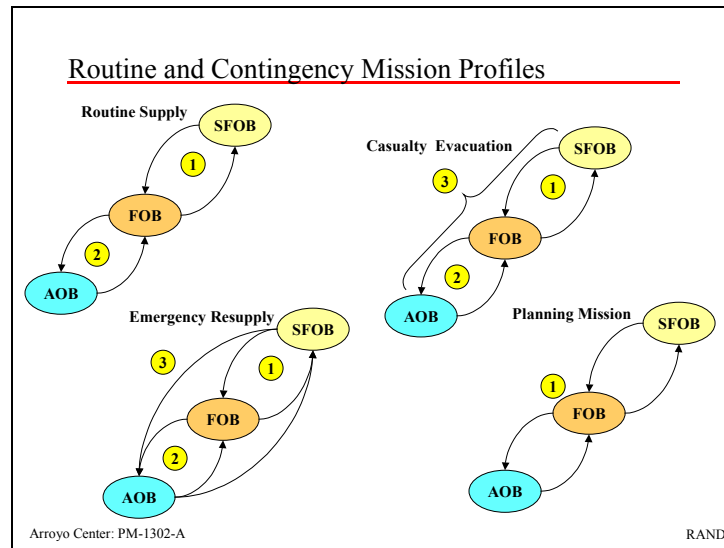 Routine and Contingency Mission Profiles
Routine Supply
SFOB
1
FOB
2
AOB
Casualty Evacuation
SFOB
3
1
FOB
2
AOB
Emergency Resupply
SFOB
3
1
FOB
2
AOB
Planning Mission
SFOB
1
FOB
AOB
Arroyo Center: PM-1302-A
RAND